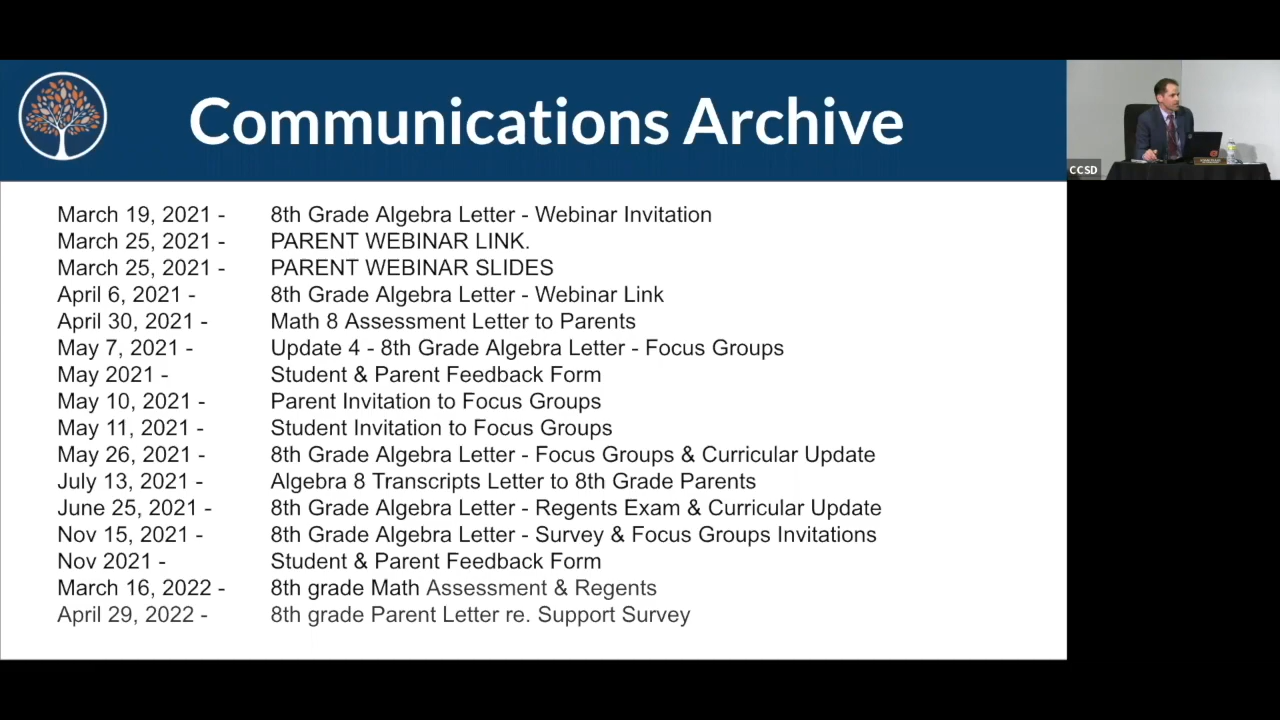 Communications Archive
CCSD
March 19, 2021 - 8th Grade Algebra Letter - Webinar Invitation
March 25, 2021 - PARENT WEBINAR LINK.
March 25, 2021 - PARENT WEBINAR SLIDES
April 6, 2021 - 8th Grade Algebra Letter - Webinar Link
April 30, 2021 - Math 8 Assessment Letter to Parents
May 7, 2021 - Update 4 - 8th Grade Algebra Letter - Focus Groups
May 2021 - Student & Parent Feedback Form
May 10, 2021 - Parent Invitation to Focus Groups
May 11, 2021 - Student Invitation to Focus Groups
May 26, 2021 - 8th Grade Algebra Letter - Focus Groups & Curricular Update
July 13, 2021 - Algebra 8 Transcripts Letter to 8th Grade Parents
June 25, 2021 - 8th Grade Algebra Letter - Regents Exam & Curricular Update
Nov 15, 2021 - 8th Grade Algebra Letter - Survey & Focus Groups Invitations
Nov 2021 - Student & Parent Feedback Form
March 16, 2022 - 8th grade Math Assessment & Regents
April 29, 2022 - 8th grade Parent Letter re. Support Survey